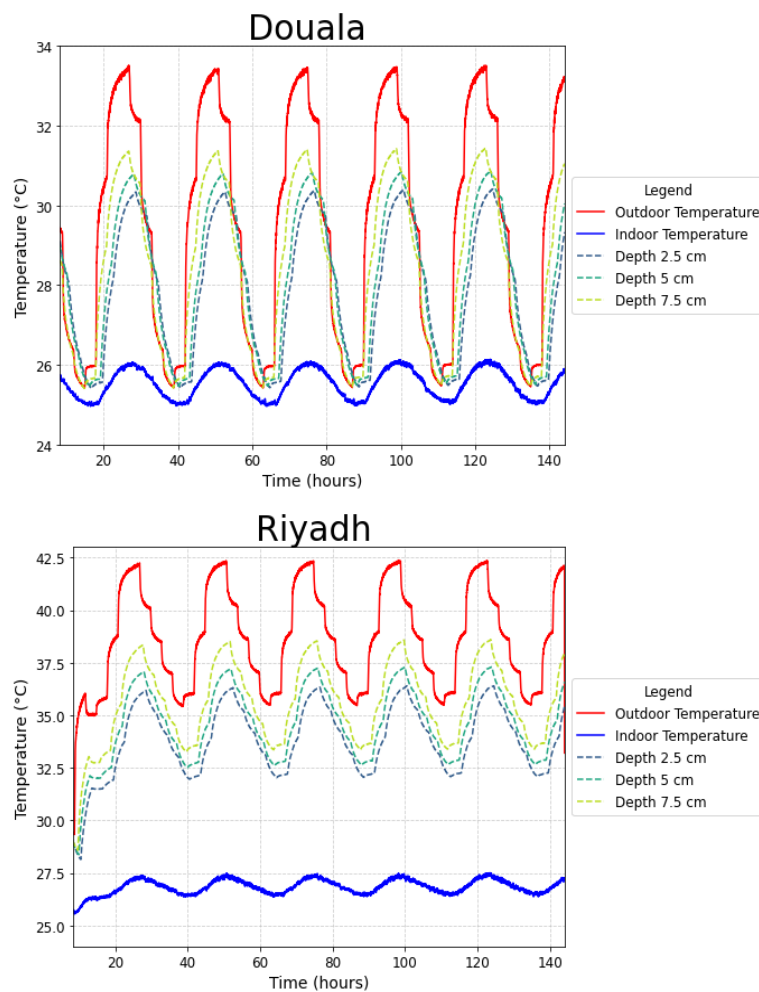 Douala
34
32
30
28
26
24
Temperature (°C)
20 40 60 80 100 120 140
Time (hours)
Legend
Outdoor Temperature
Indoor Temperature
Depth 2.5 cm
Depth 5 cm
Depth 7.5 cm
Riyadh
42.5
40.0
37.5
35.0
32.5
30.0
27.5
25.0
Temperature (°C)
20 40 60 80 100 120 140
Time (hours)
Legend
Outdoor Temperature
Indoor Temperature
Depth 2.5 cm
Depth 5 cm
Depth 7.5 cm